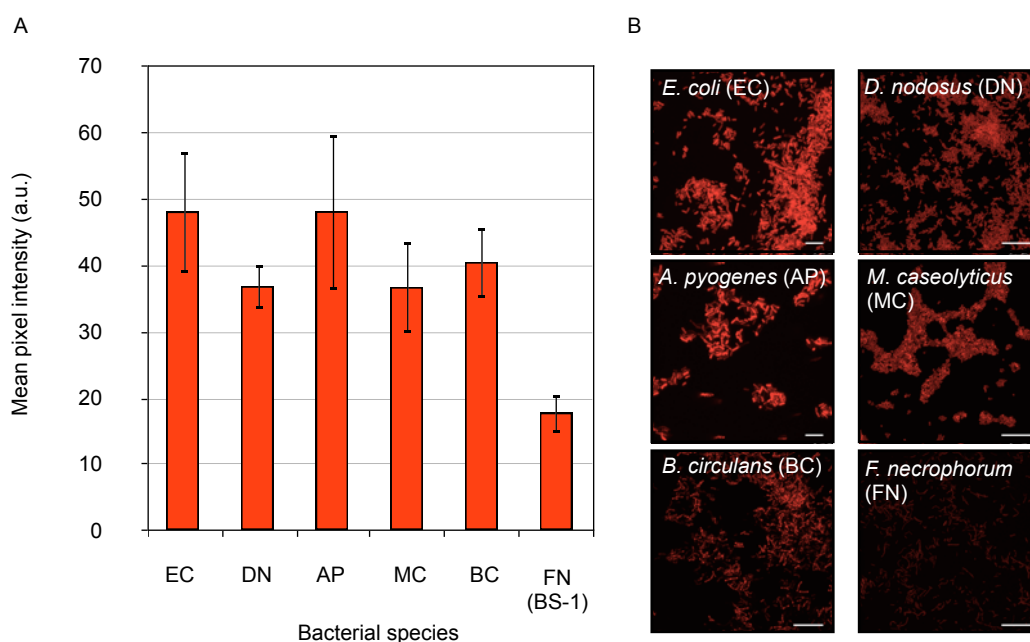 A
Mean pixel intensity (a.u.)
70
60
50
40
30
20
10
0
EC
DN
AP
MC
BC
FN
(BS-1)
Bacterial species
B
E. coli (EC)
D. nodosus (DN)
A. pyogenes (AP)
M. caseolyticus
(MC)
B. circulans (BC)
F. necrophorum
(FN)